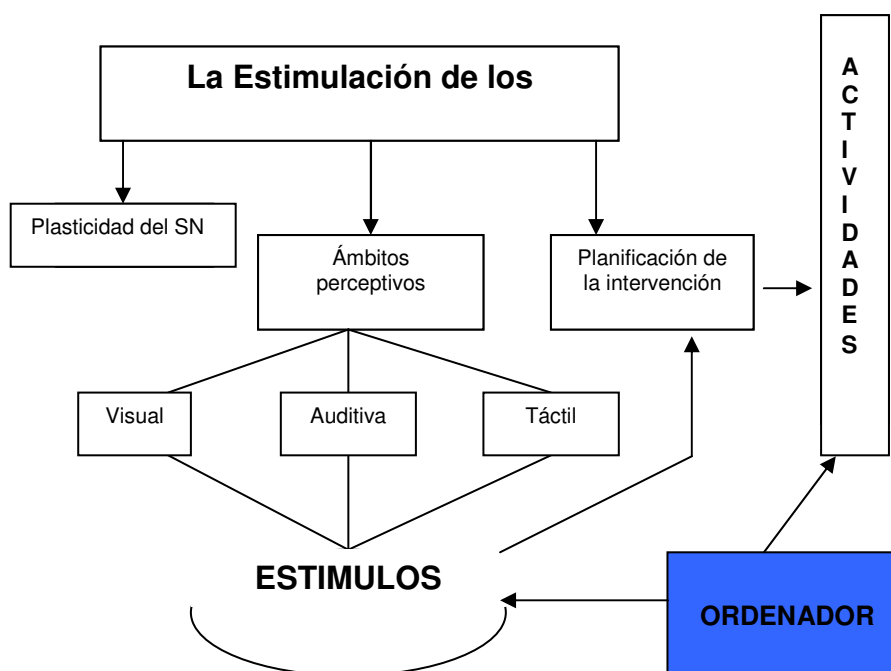 La Estimulación de los
Plasticidad del SN
Ámbitos
perceptivos
Planificación de
la intervención
A
C
T
I
V
I
D
A
D
E
S
Visual
Auditiva
Táctil
ESTIMULOS
ORDENADOR